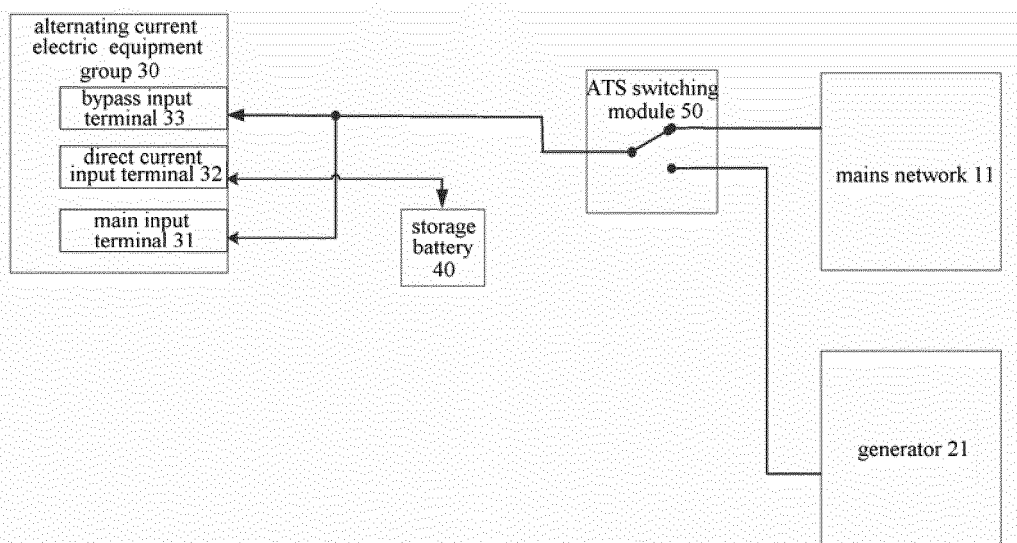 alternating current
electric equipment
group 30
bypass input
terminal 33
direct current
input terminal 32
main input
terminal 31
storage
battery
40
ATS switching
module 50
mains network 11
generator 21